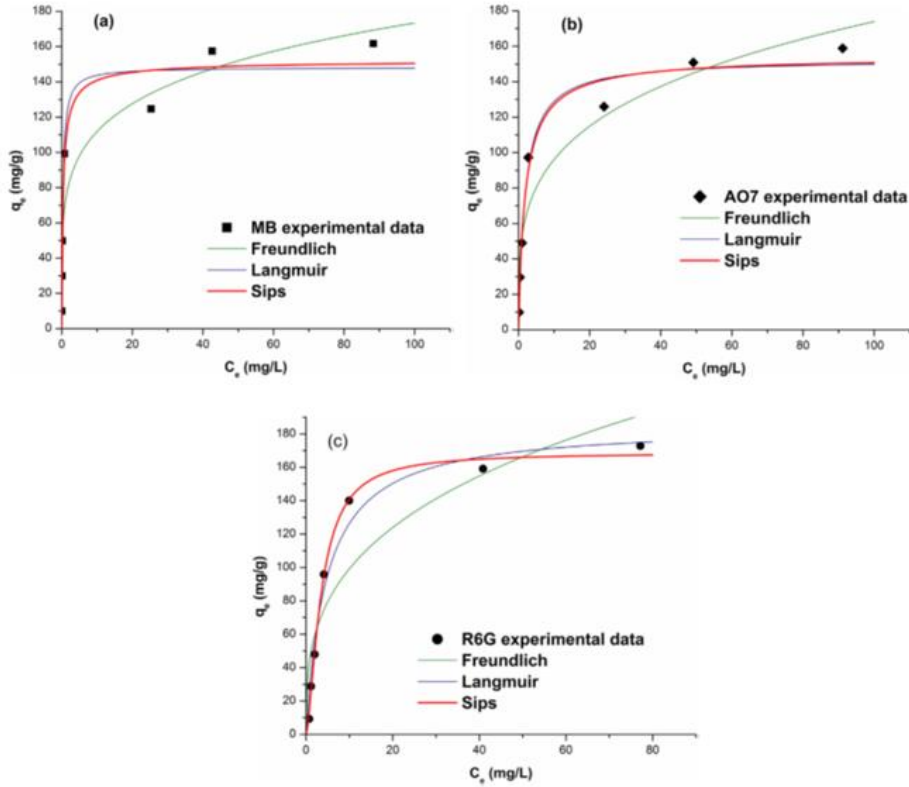 (a)
180
160
140
120
100
80
60
40
20
0
qₑ (mg/g)
MB experimental data
Freundlich
Langmuir
Sips
0 20 40 60 80 100
Cₑ (mg/L)
(b)
180
160
140
120
100
80
60
40
20
0
qₑ (mg/g)
AO7 experimental data
Freundlich
Langmuir
Sips
0 20 40 60 80 100
Cₑ (mg/L)
(c)
180
160
140
120
100
80
60
40
20
0
qₑ (mg/g)
R6G experimental data
Freundlich
Langmuir
Sips
0 20 40 60 80
Cₑ (mg/L)